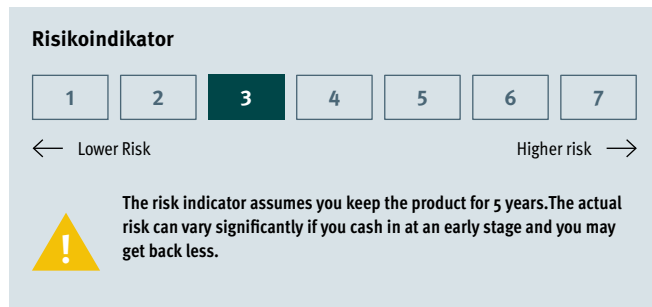 Risikoindikator
1 2 3 4 5 6 7
Lower Risk Higher risk
The risk indicator assumes you keep the product for 5 years.The actual
risk can vary significantly if you cash in at an early stage and you may
get back less.
!